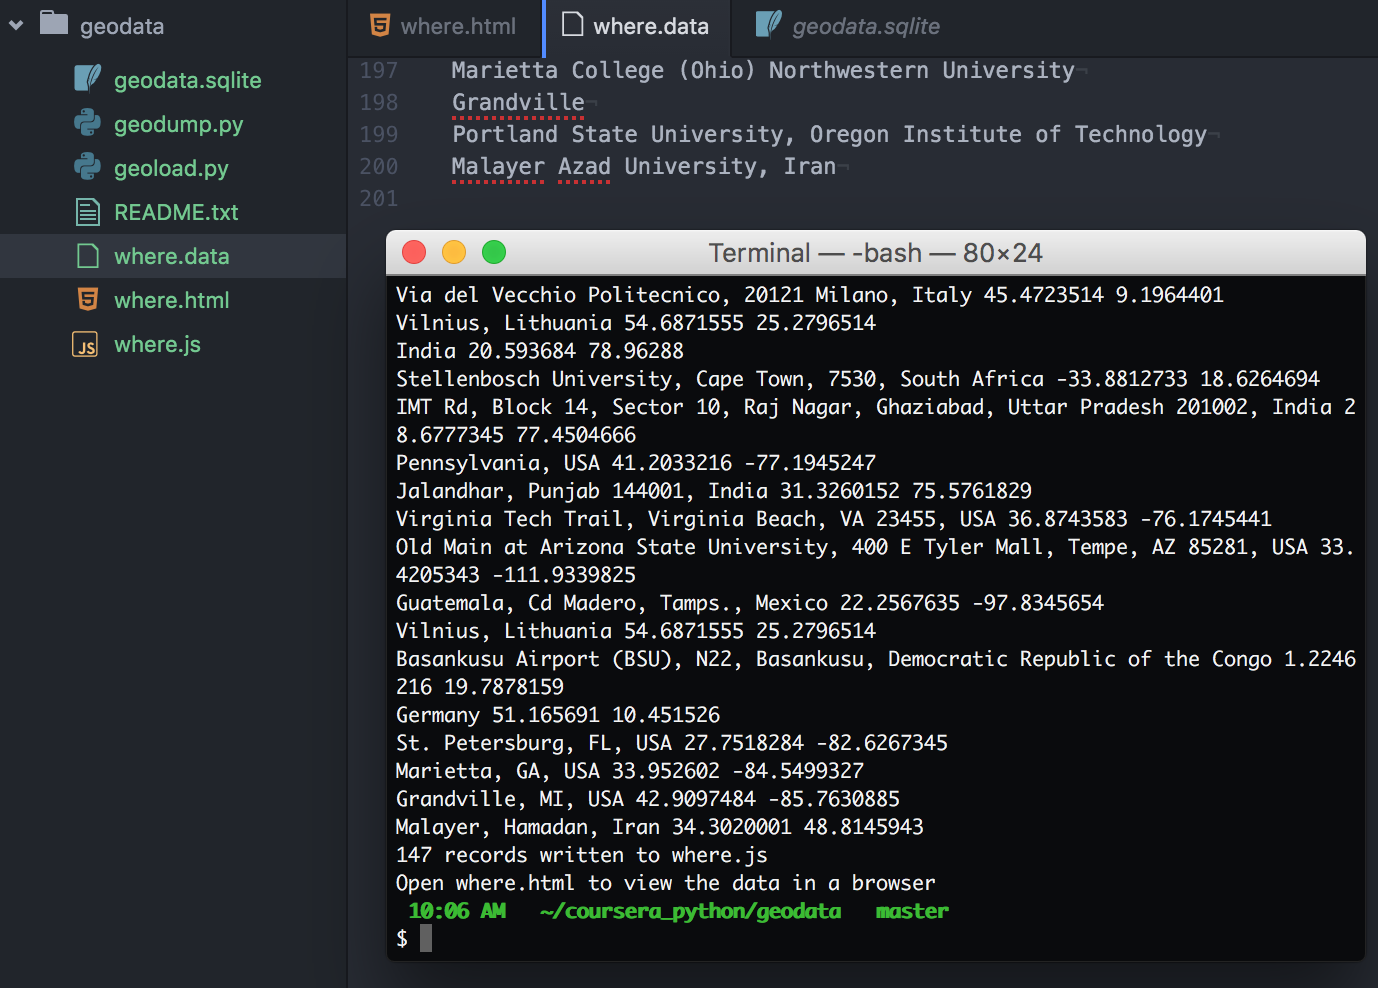 geodata
geodata.sqlite
geodump.py
geoload.py
README.txt
where.data
where.html
JS where.js
where.html where.data geodata.sqlite
197 Marietta College (Ohio) Northwestern University¬
198 Grandville¬
199 Portland State University, Oregon Institute of Technology¬
200 Malayer Azad University, Iran¬
201
Terminal — -bash — 80×24
Via del Vecchio Politecnico, 20121 Milano, Italy 45.4723514 9.1964401
Vilnius, Lithuania 54.6871555 25.2796514
India 20.593684 78.96288
Stellenbosch University, Cape Town, 7530, South Africa -33.8812733 18.6264694
IMT Rd, Block 14, Sector 10, Raj Nagar, Ghaziabad, Uttar Pradesh 201002, India 2
8.6777345 77.4504666
Pennsylvania, USA 41.2033216 -77.1945247
Jalandhar, Punjab 144001, India 31.3260152 75.5761829
Virginia Tech Trail, Virginia Beach, VA 23455, USA 36.8743583 -76.1745441
Old Main at Arizona State University, 400 E Tyler Mall, Tempe, AZ 85281, USA 33.
4205343 -111.9339825
Guatemala, Cd Madero, Tamps., Mexico 22.2567635 -97.8345654
Vilnius, Lithuania 54.6871555 25.2796514
Basankusu Airport (BSU), N22, Basankusu, Democratic Republic of the Congo 1.2246
216 19.7878159
Germany 51.165691 10.451526
St. Petersburg, FL, USA 27.7518284 -82.6267345
Marietta, GA, USA 33.952602 -84.5499327
Grandville, MI, USA 42.9097484 -85.7630885
Malayer, Hamadan, Iran 34.3020001 48.8145943
147 records written to where.js
Open where.html to view the data in a browser
10:06 AM ~/coursera_python/geodata master
$